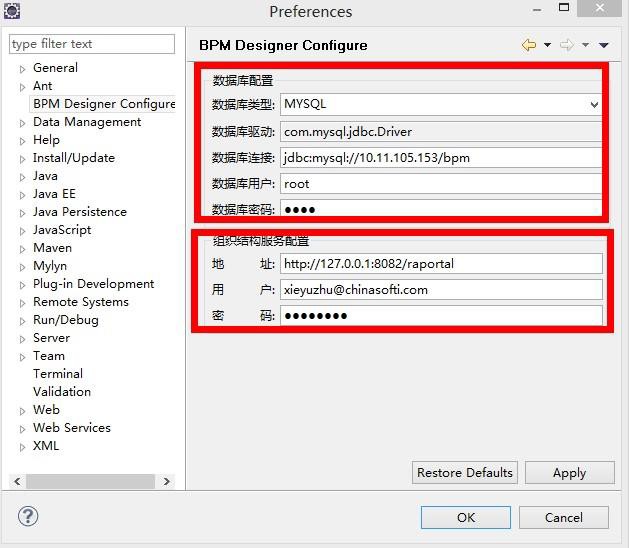 Preferences
type filter text
General
Ant
BPM Designer Configure
Data Management
Help
Install/Update
Java
Java EE
Java Persistence
JavaScript
Maven
Mylyn
Plug-in Development
Remote Systems
Run/Debug
Server
Team
Terminal
Validation
Web
Web Services
XML
BPM Designer Configure
数据库配置
数据库类型: MYSQL
数据库驱动: com.mysql.jdbc.Driver
数据库连接: jdbc:mysql://10.11.105.153/bpm
数据库用户: root
数据库密码: ●●●●
组织结构服务配置
地 址: http://127.0.0.1:8082/raportal
用 户: xieyuzhu@chinasofti.com
密 码: ●●●●●●●●
Restore Defaults Apply
OK Cancel